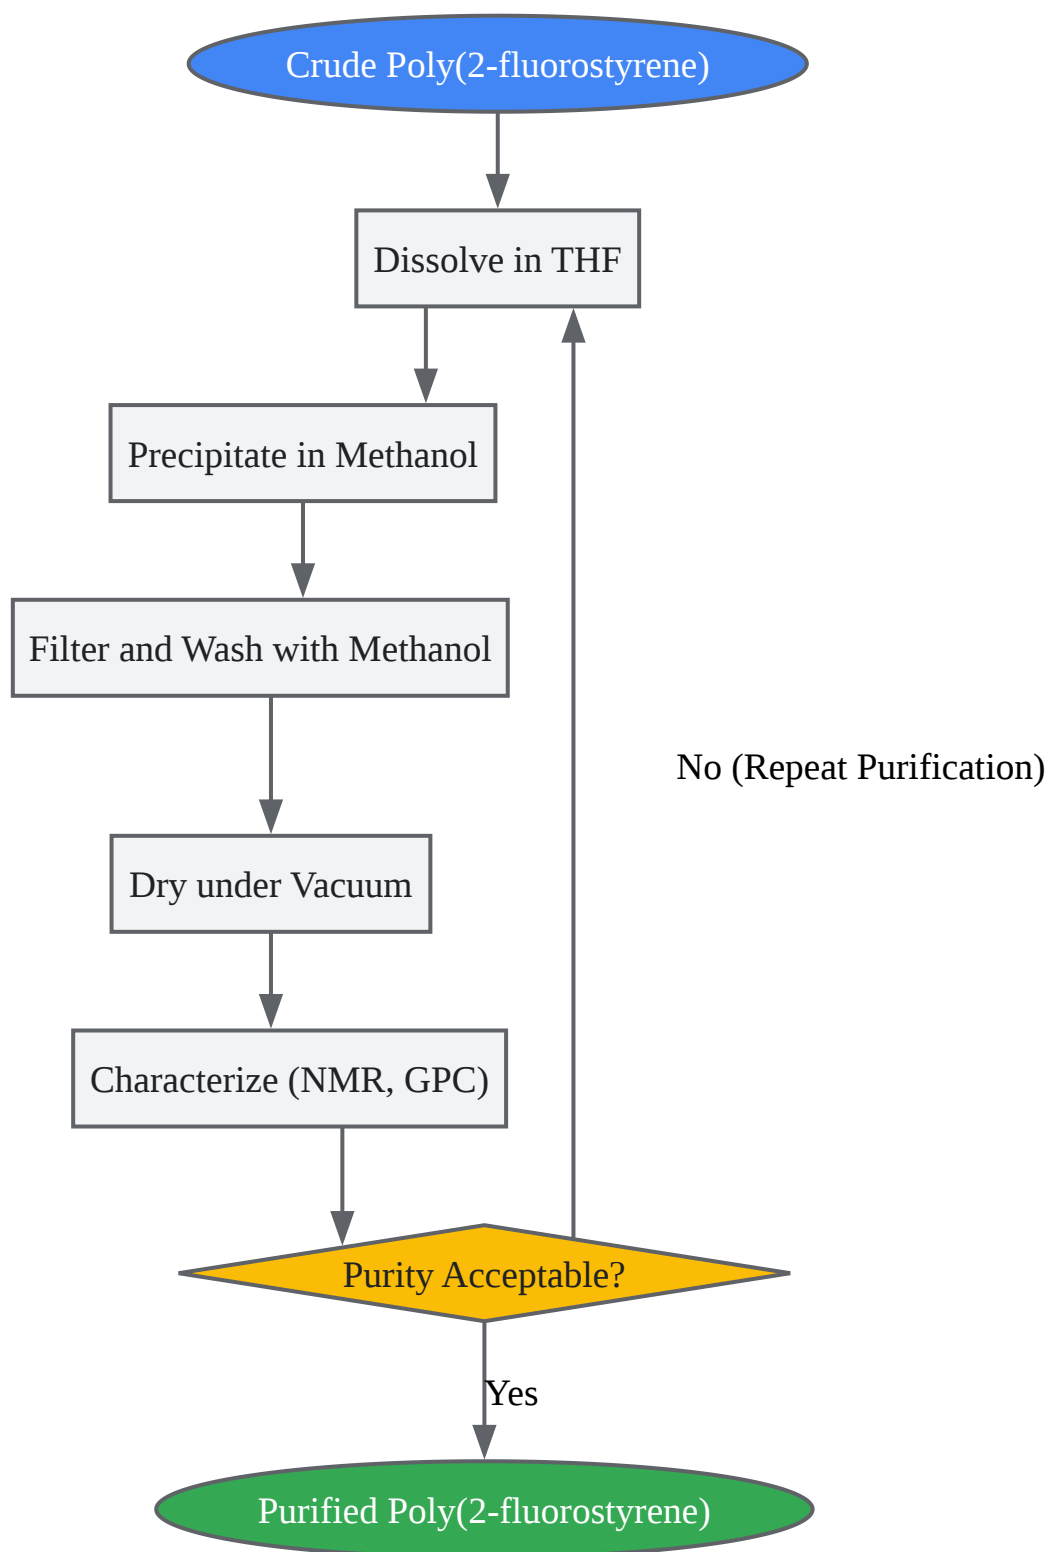 Crude Poly(2-fluorostyrene)
Dissolve in THF
Precipitate in Methanol
Filter and Wash with Methanol
No (Repeat Purification)
Dry under Vacuum
Characterize (NMR, GPC)
Purity Acceptable?
Yes
Purified Poly(2-fluorostyrene)